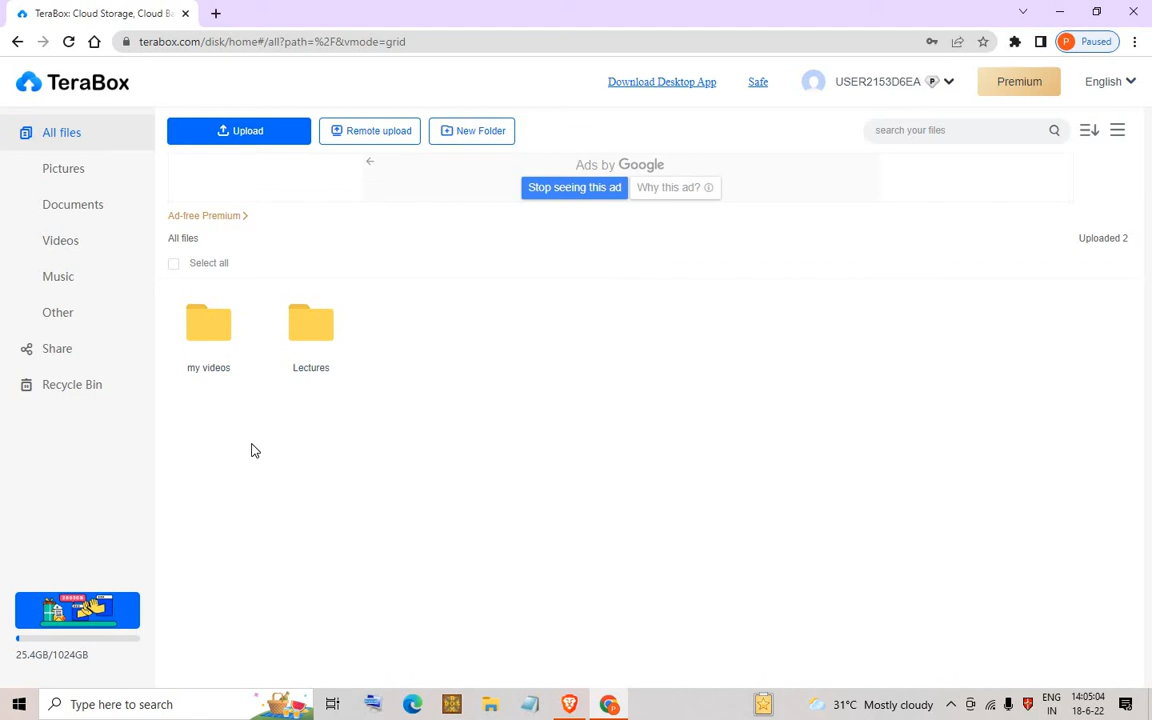 TeraBox: Cloud Storage, Cloud Ba
terabox.com/disk/home#/all?path=%2F&vmode=grid
P Paused
TeraBox
Download Desktop App
Safe
USER2153D6EA
P
Premium
English
All files
Pictures
Documents
Videos
Music
Other
Share
Recycle Bin
25.4GB/1024GB
Upload
Remote upload
New Folder
search your files
Ads by Google
Stop seeing this ad
Why this ad?
Ad-free Premium
All files
Uploaded 2
Select all
my videos
Lectures
Type here to search
31°C Mostly cloudy
ENG
IN
14:05:04
18-6-22